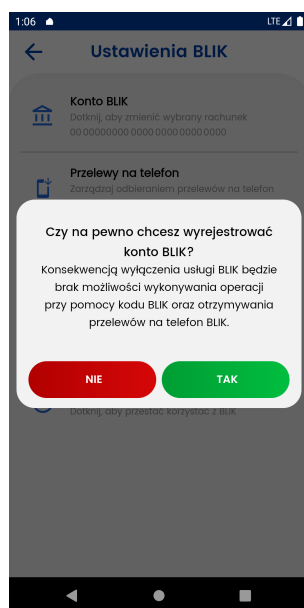 1:06
LTE
Ustawienia BLIK
Konto BLIK
Dotknij, aby zmienić wybrany rachunek
00 00000000 0000 0000 0000 0000
Przelewy na telefon
Zarządzaj odbieraniem przelewów na telefon
Czy na pewno chcesz wyrejestrować
konto BLIK?
Konsekwencją wyłączenia usługi BLIK będzie
brak możliwości wykonywania operacji
przy pomocy kodu BLIK oraz otrzymywania
przelewów na telefon BLIK.
NIE
TAK
Dotknij, aby przestać korzystać z BLIK